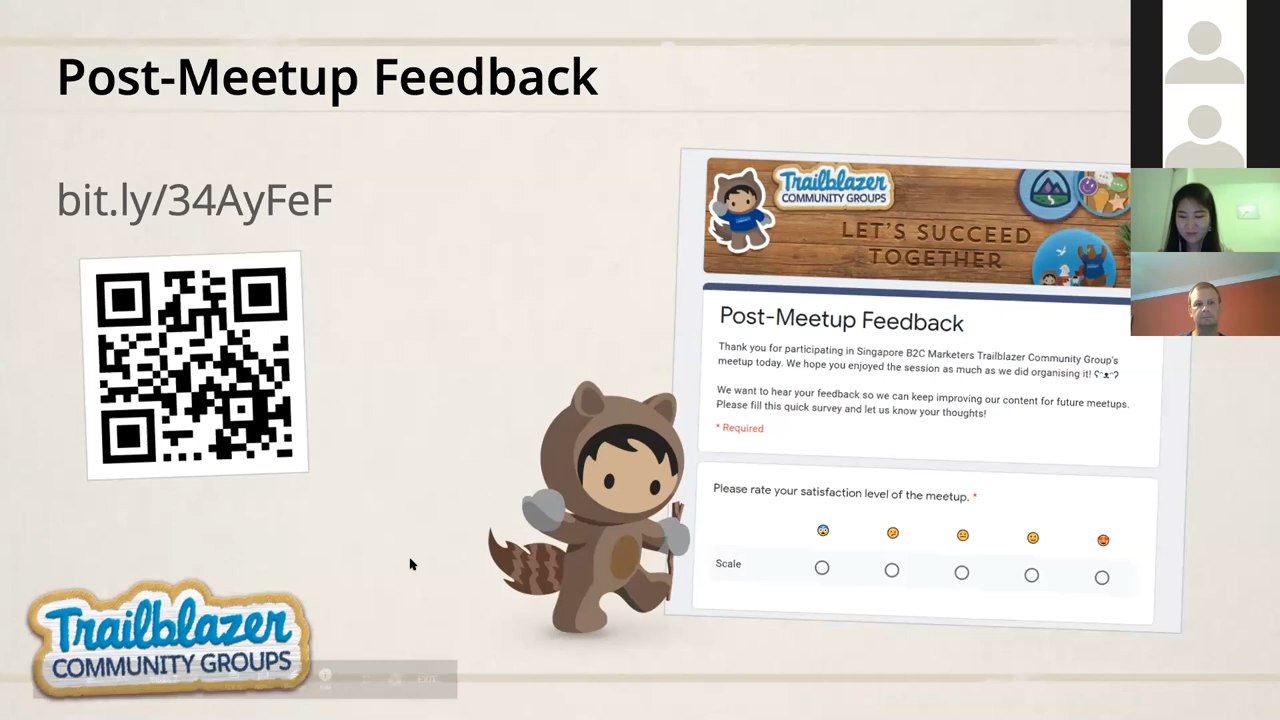 Post-Meetup Feedback
bit.ly/34AyFeF
Trailblazer
COMMUNITY GROUPS
LET'S SUCCEED
TOGETHER
Post-Meetup Feedback
Thank you for participating in Singapore B2C Marketers Trailblazer Community Group's
meetup today. We hope you enjoyed the session as much as we did organising it! ʕᵔᴥᵔʔ
We want to hear your feedback so we can keep improving our content for future meetups.
Please fill this quick survey and let us know your thoughts!
* Required
Please rate your satisfaction level of the meetup. *
Scale
Trailblazer
COMMUNITY GROUPS
EXIT